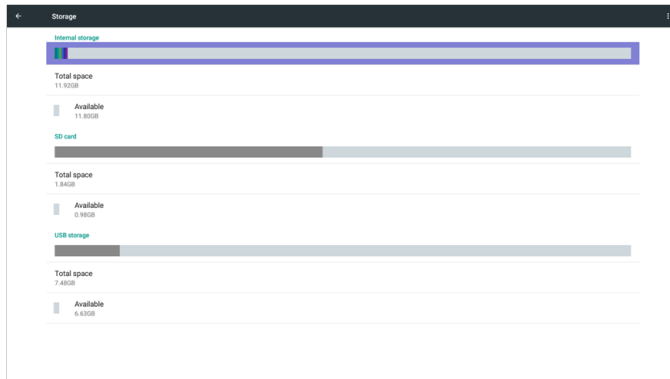 Storage
Internal storage
Total space
11.92GB
Available
11.80GB
SD card
Total space
1.84GB
Available
0.98GB
USB storage
Total space
7.48GB
Available
6.63GB